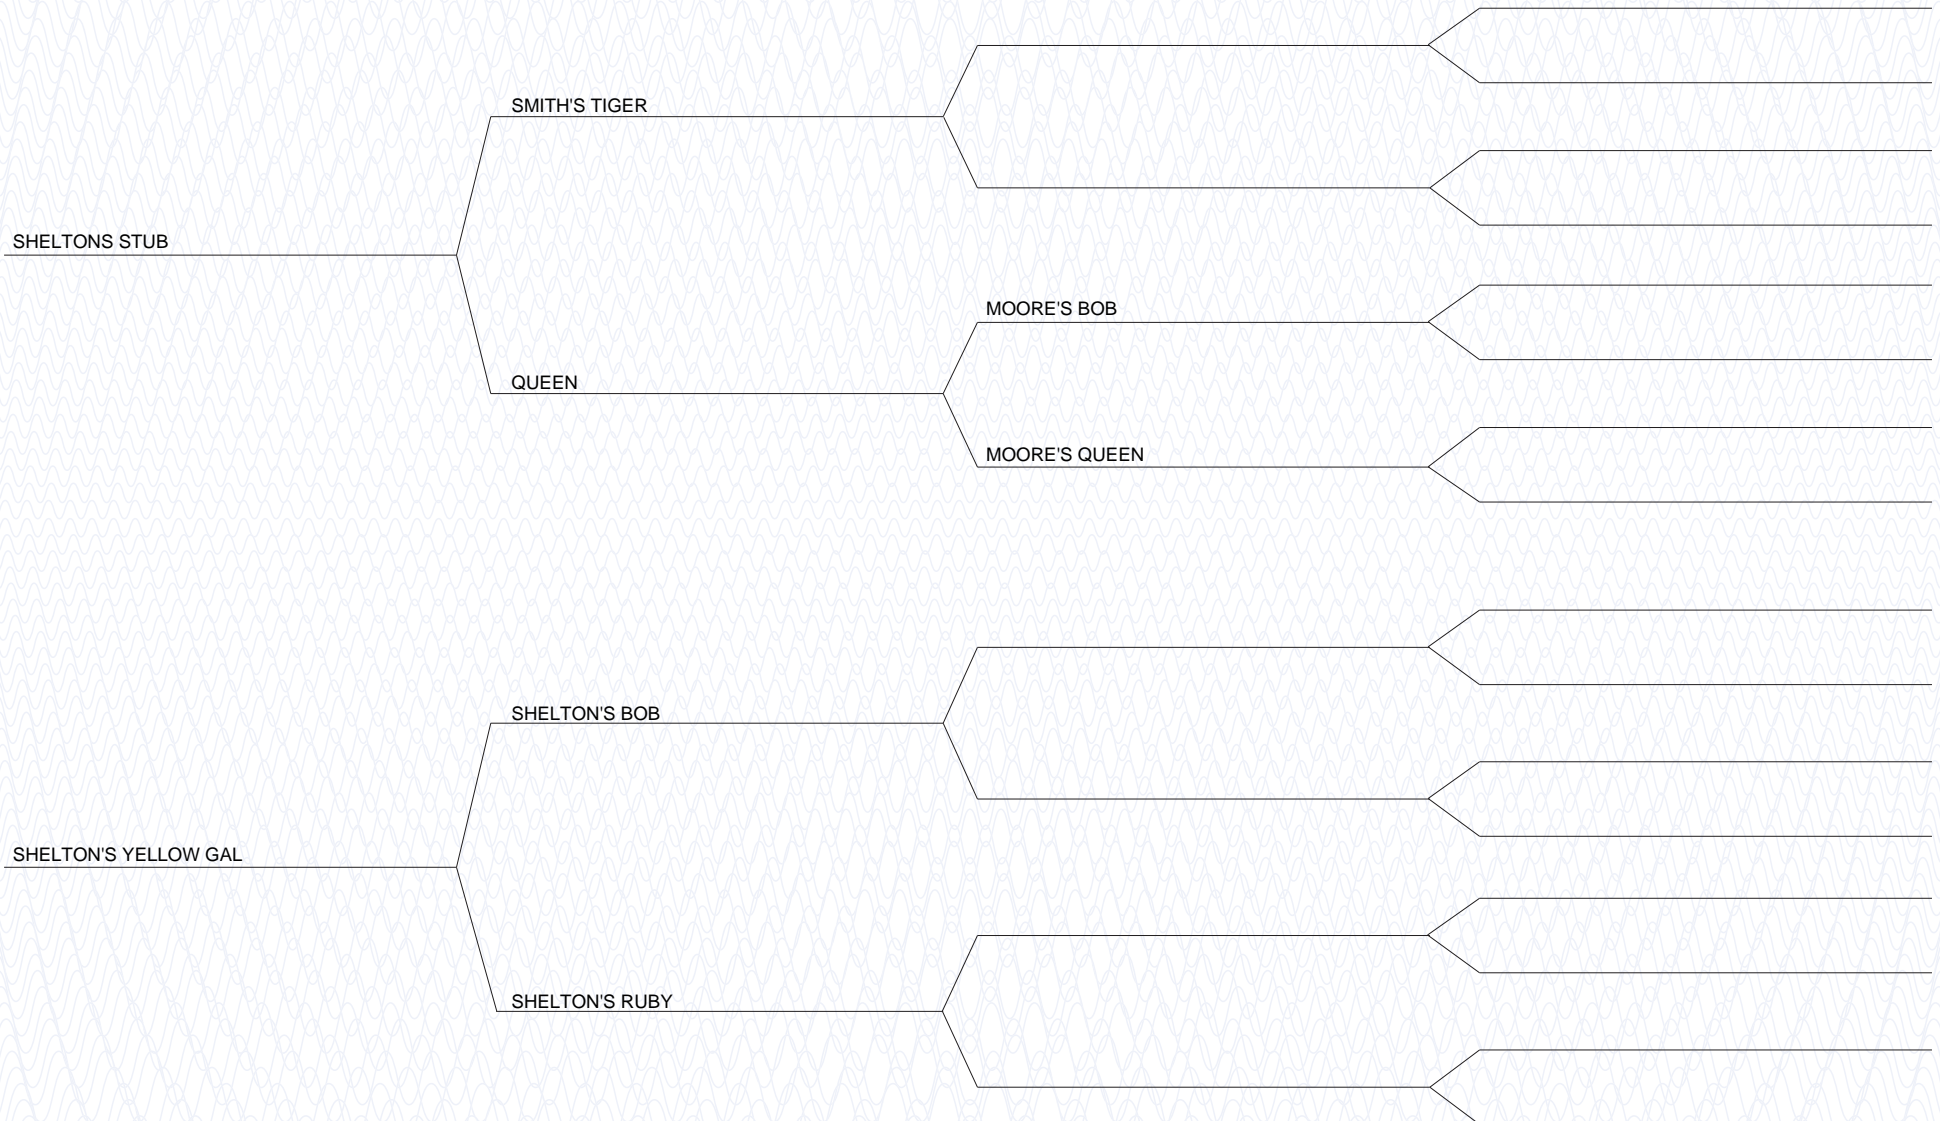 SMITH'S TIGER
SHELTONS STUB
MOORE'S BOB
QUEEN
MOORE'S QUEEN
SHELTON'S BOB
SHELTON'S YELLOW GAL
SHELTON'S RUBY